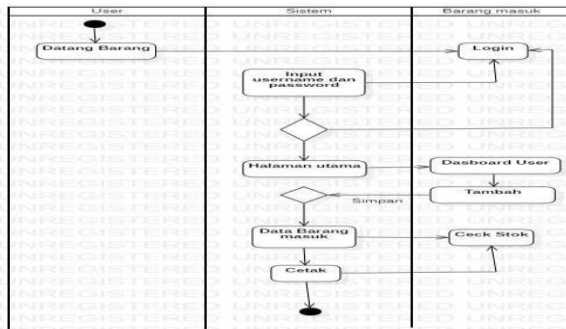 User
Sistem
Barang masuk
Datang Barang
Login
Input
username dan
password
Halaman utama
Dasboard User
Tambah
Simpan
Data Barang
masuk
Ceck Stok
Cetak
UNREGISTERED